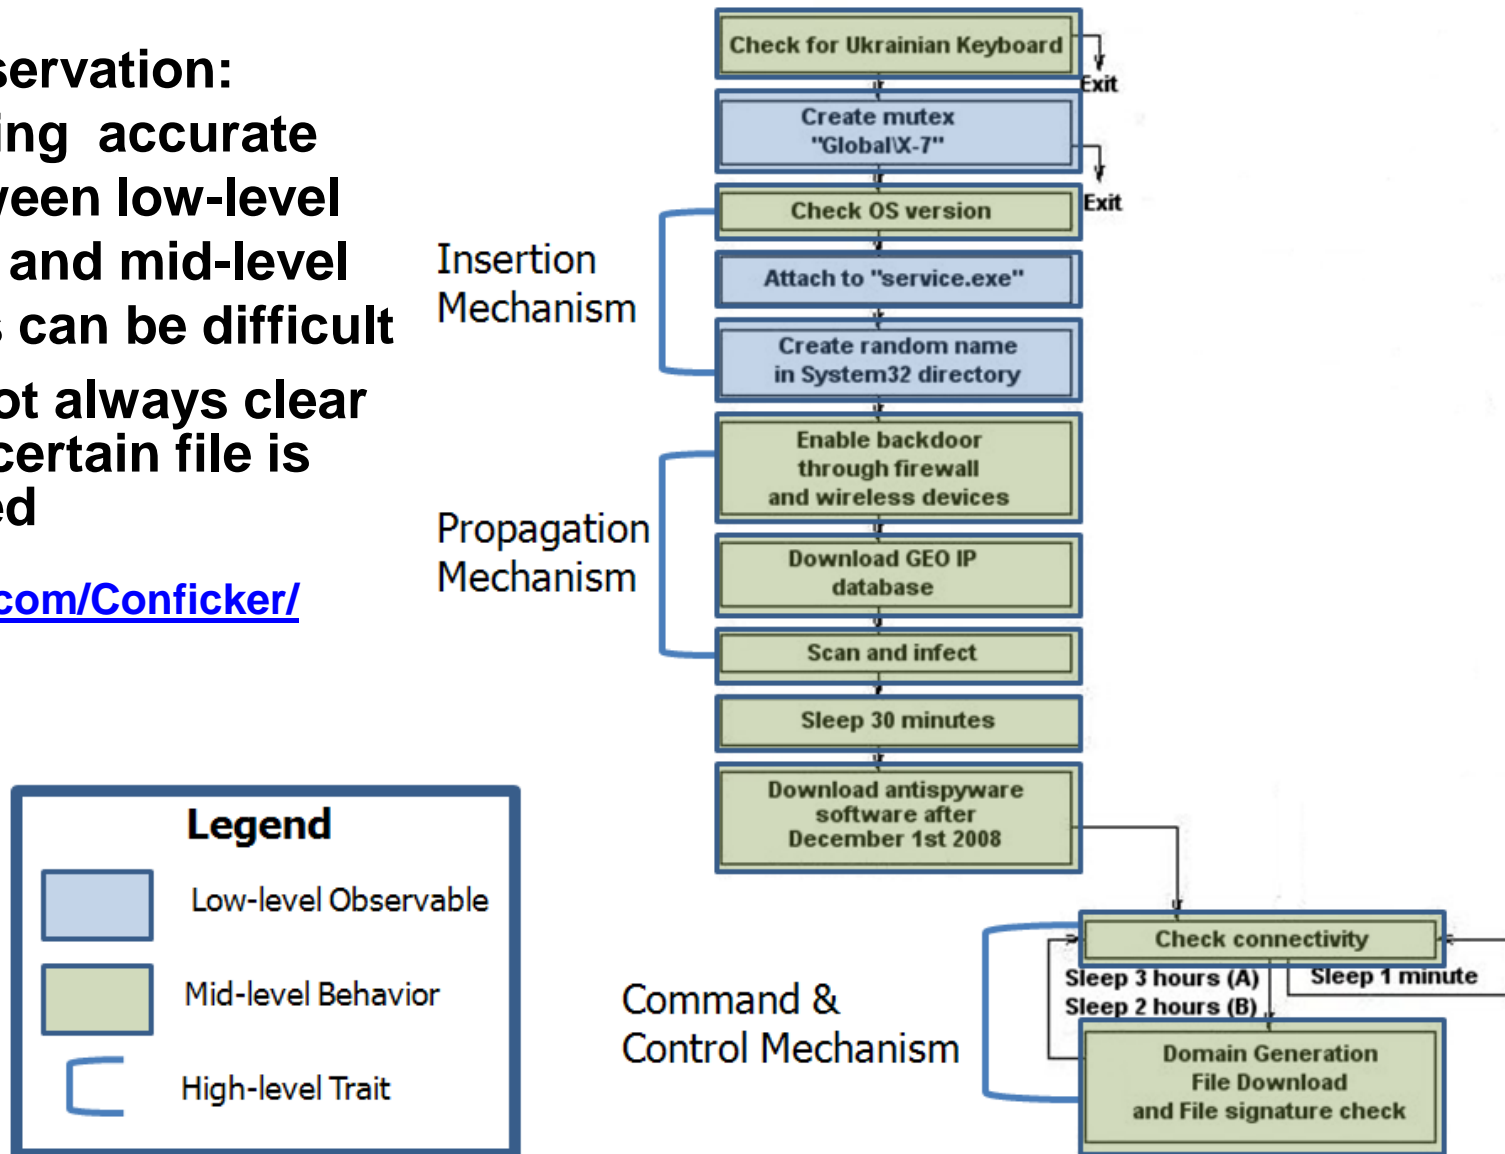 servation:
ing accurate
ween low-level
and mid-level
s can be difficult
ot always clear
certain file is
ed
.com/Conficker/
Check for Ukrainian Keyboard
Exit
Create mutex
"Global\X-7"
Exit
Check OS version
Attach to "service.exe"
Create random name
in System32 directory
Insertion
Mechanism
Enable backdoor
through firewall
and wireless devices
Download GEO IP
database
Scan and infect
Propagation
Mechanism
Sleep 30 minutes
Download antispyware
software after
December 1st 2008
Check connectivity
Sleep 3 hours (A)
Sleep 2 hours (B)
Sleep 1 minute
Domain Generation
File Download
and File signature check
Command &
Control Mechanism
Legend
Low-level Observable
Mid-level Behavior
High-level Trait